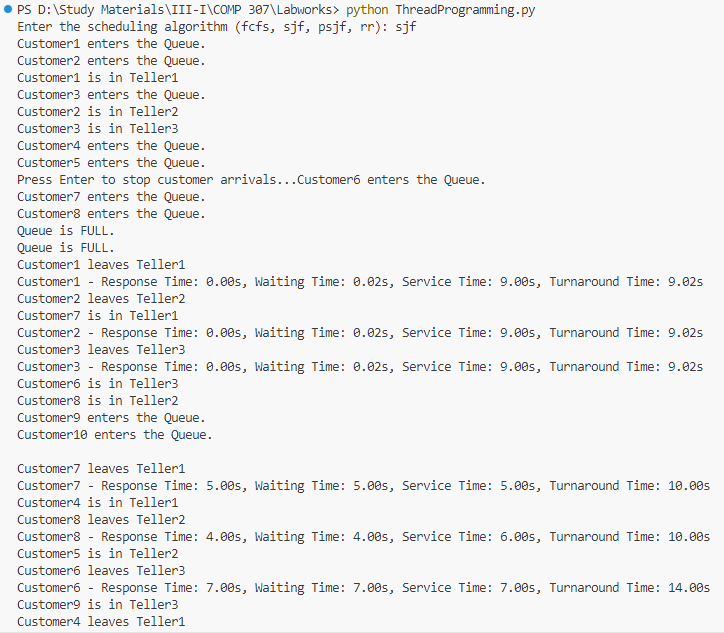 PS D:\Study Materials\III-I\COMP 307\Labworks> python ThreadProgramming.py
Enter the scheduling algorithm (fcfs, sjf, psjf, rr): sjf
Customer1 enters the Queue.
Customer2 enters the Queue.
Customer1 is in Teller1
Customer3 enters the Queue.
Customer2 is in Teller2
Customer3 is in Teller3
Customer4 enters the Queue.
Customer5 enters the Queue.
Press Enter to stop customer arrivals...Customer6 enters the Queue.
Customer7 enters the Queue.
Customer8 enters the Queue.
Queue is FULL.
Queue is FULL.
Customer1 leaves Teller1
Customer1 - Response Time: 0.00s, Waiting Time: 0.02s, Service Time: 9.00s, Turnaround Time: 9.02s
Customer2 leaves Teller2
Customer7 is in Teller1
Customer2 - Response Time: 0.00s, Waiting Time: 0.02s, Service Time: 9.00s, Turnaround Time: 9.02s
Customer3 leaves Teller3
Customer3 - Response Time: 0.00s, Waiting Time: 0.02s, Service Time: 9.00s, Turnaround Time: 9.02s
Customer6 is in Teller3
Customer8 is in Teller2
Customer9 enters the Queue.
Customer10 enters the Queue.
Customer7 leaves Teller1
Customer7 - Response Time: 5.00s, Waiting Time: 5.00s, Service Time: 5.00s, Turnaround Time: 10.00s
Customer4 is in Teller1
Customer8 leaves Teller2
Customer8 - Response Time: 4.00s, Waiting Time: 4.00s, Service Time: 6.00s, Turnaround Time: 10.00s
Customer5 is in Teller2
Customer6 leaves Teller3
Customer6 - Response Time: 7.00s, Waiting Time: 7.00s, Service Time: 7.00s, Turnaround Time: 14.00s
Customer9 is in Teller3
Customer4 leaves Teller1